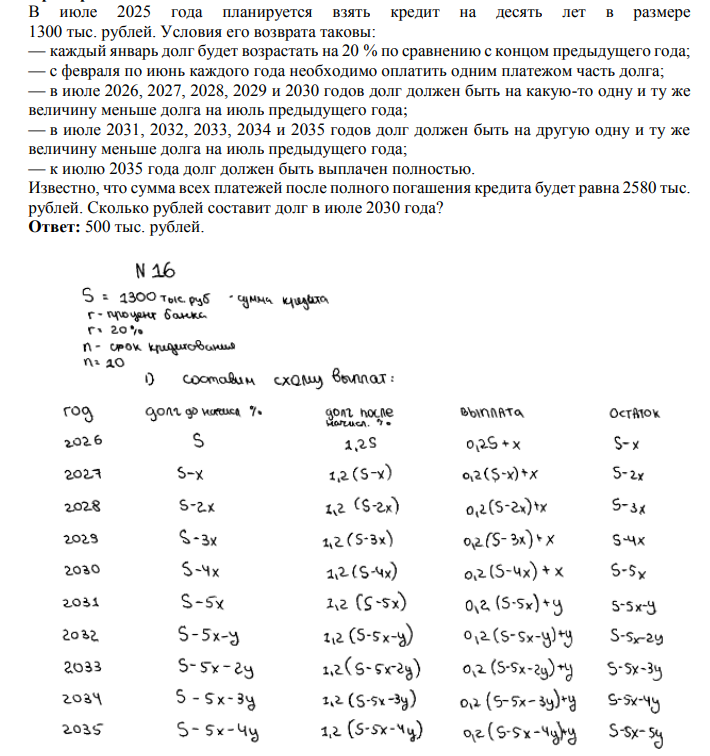 В июле 2025 года планируется взять кредит на десять лет в размере
1300 тыс. рублей. Условия его возврата таковы:
— каждый январь долг будет возрастать на 20 % по сравнению с концом предыдущего года;
— с февраля по июнь каждого года необходимо оплатить одним платежом часть долга;
— в июле 2026, 2027, 2028, 2029 и 2030 годов долг должен быть на какую-то одну и ту же
величину меньше долга на июль предыдущего года;
— в июле 2031, 2032, 2033, 2034 и 2035 годов долг должен быть на другую одну и ту же
величину меньше долга на июль предыдущего года;
— к июлю 2035 года долг должен быть выплачен полностью.
Известно, что сумма всех платежей после полного погашения кредита будет равна 2580 тыс.
рублей. Сколько рублей составит долг в июле 2030 года?
Ответ: 500 тыс. рублей.
N 16
S = 1300 тыс. руб - сумма кредита
r - процент банка
r = 20%
n - срок кредитования
n = 10
1) составим схему выплат:
год долг до начисл % долг после начисл. % выплата остаток
2026 S 1,2S 0,2S + x S-x
2027 S-x 1,2(S-x) 0,2(S-x)+x S-2x
2028 S-2x 1,2 (S-2x) 0,2(S-2x)+x S-3x
2029 S-3x 1,2(S-3x) 0,2(S-3x)+x S-4x
2030 S-4x 1,2(S-4x) 0,2(S-4x) + x S-5x
2031 S-5x 1,2 (S-5x) 0,2 (S-5x)+y S-5x-y
2032 S-5x-y 1,2 (S-5x-y) 0,2 (S-5x-y)+y S-5x-2y
2033 S-5x-2y 1,2(S-5x-2y) 0,2 (S-5x-2y)+y S-5x-3y
2034 S-5x-3y 1,2(S-5x-3y) 0,2 (S-5x-3y)+y S-5x-4y
2035 S-5x-4y 1,2 (S-5x-4y) 0,2(S-5x-4y)+y S-5x-5y